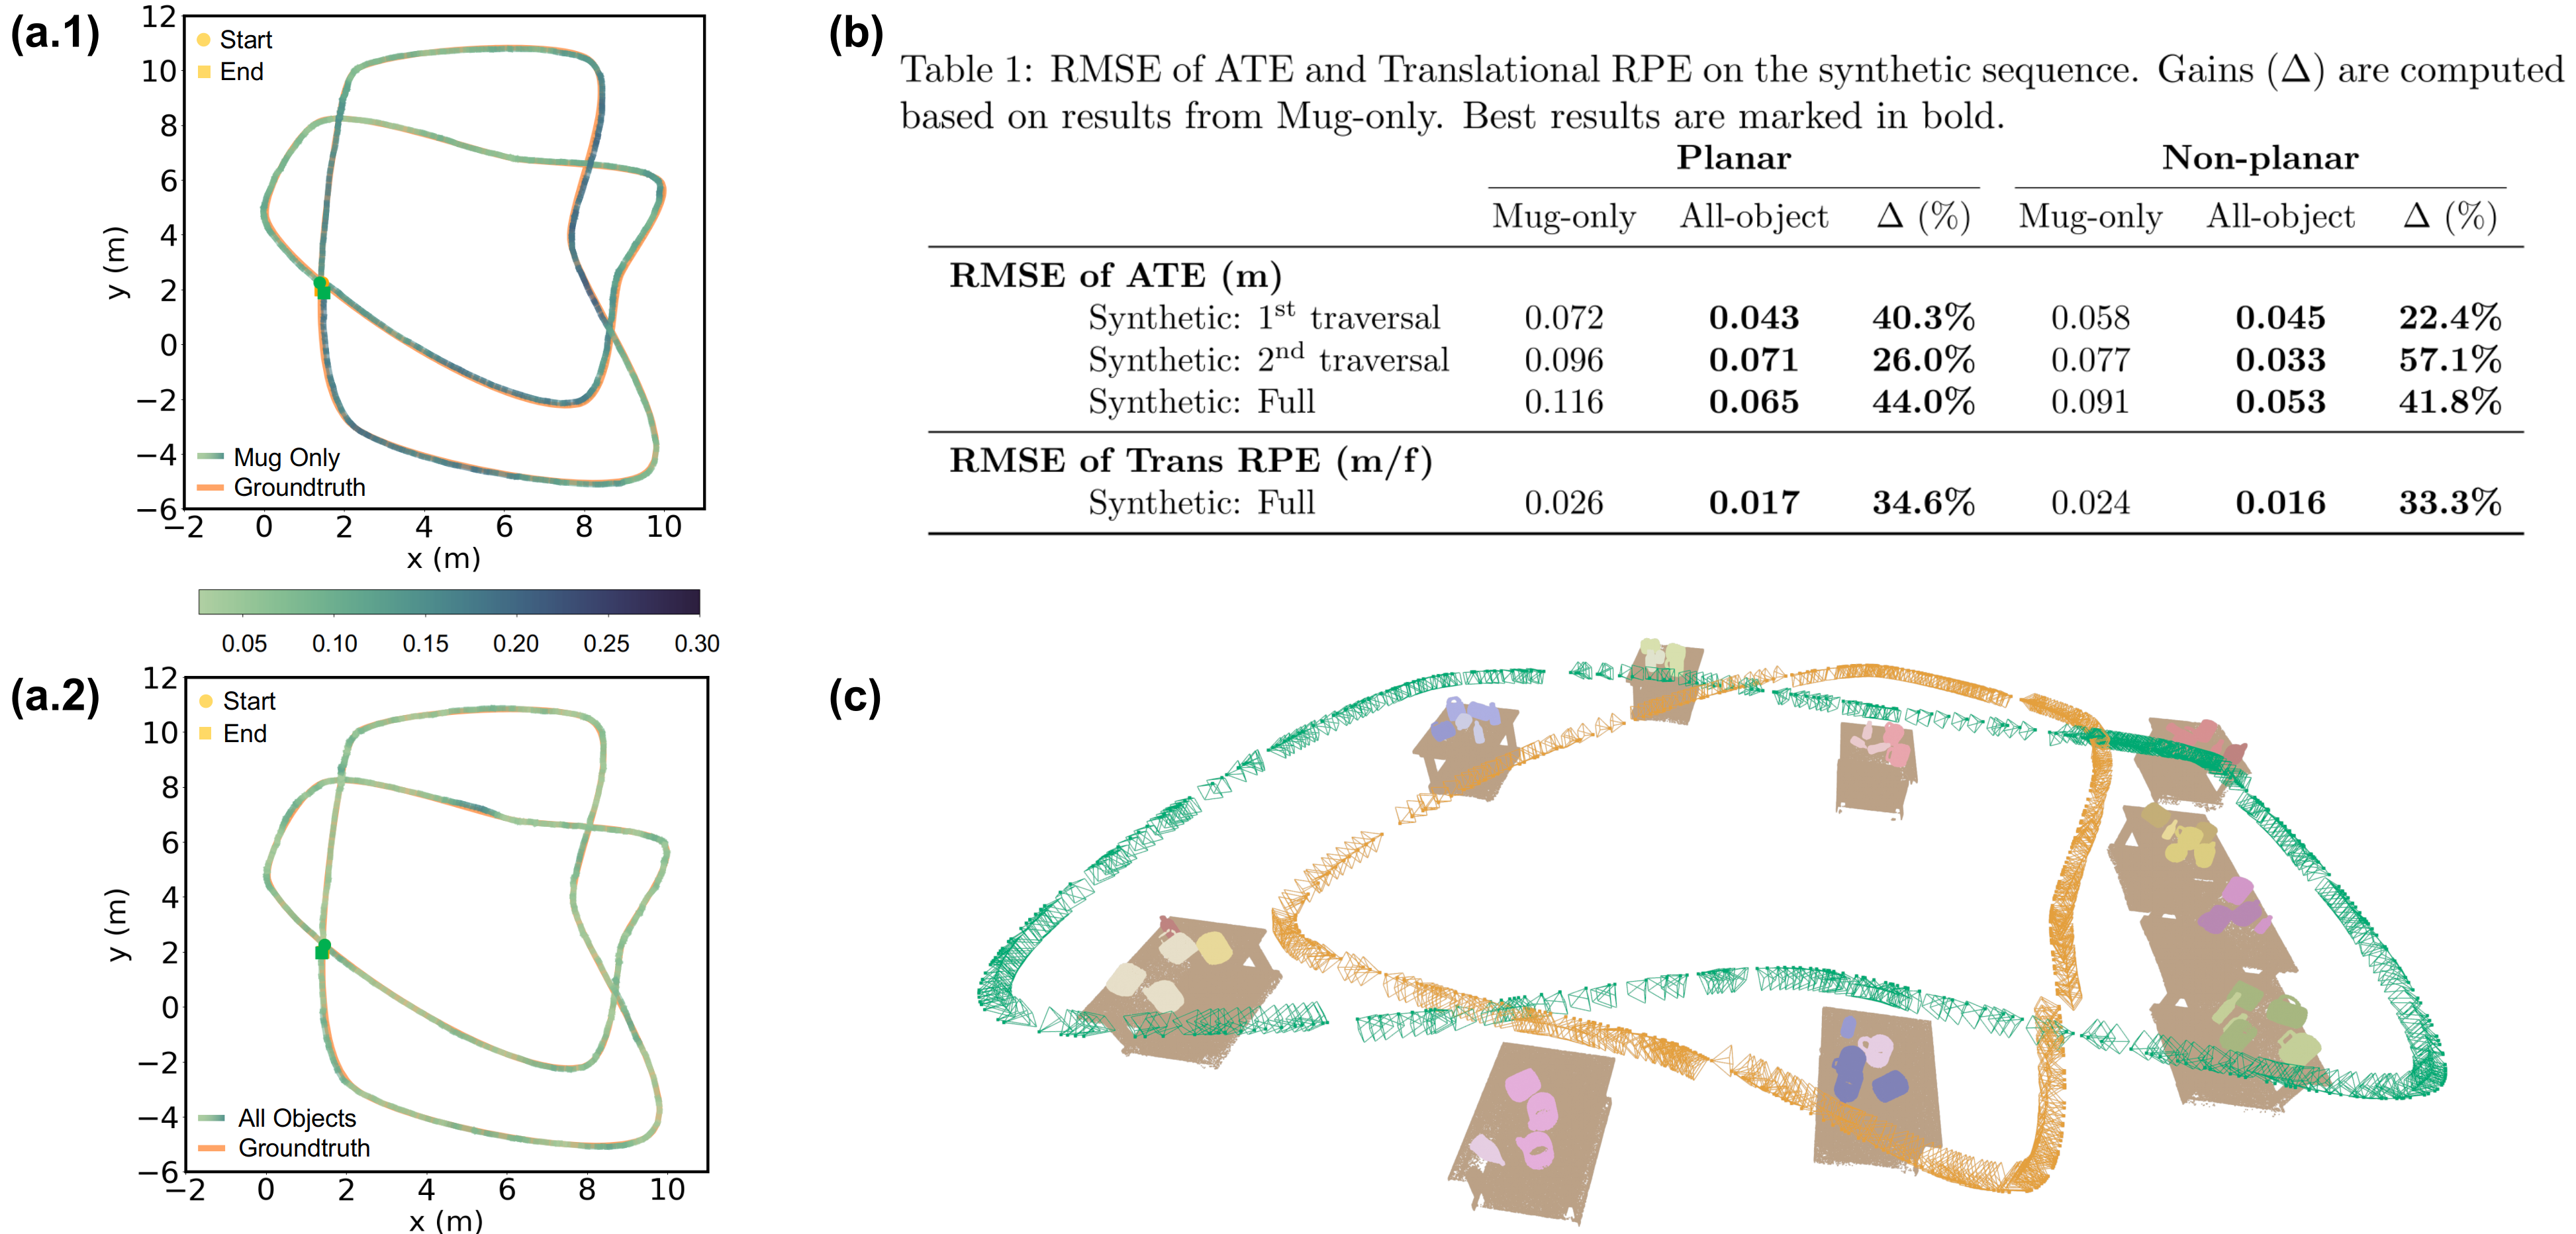 (a.1)
12
10
8
6
4
2
0
−2
−4
−6
y (m)
Start
End
Mug Only
Groundtruth
−2 0 2 4 6 8 10
x (m)
0.05 0.10 0.15 0.20 0.25 0.30
(a.2)
12
10
8
6
4
2
0
−2
−4
−6
y (m)
Start
End
All Objects
Groundtruth
−2 0 2 4 6 8 10
x (m)
(b)
Table 1: RMSE of ATE and Translational RPE on the synthetic sequence. Gains (Δ) are computed
based on results from Mug-only. Best results are marked in bold.
Planar Non-planar
Mug-only All-object Δ (%) Mug-only All-object Δ (%)
RMSE of ATE (m)
Synthetic: 1st traversal 0.072 0.043 40.3% 0.058 0.045 22.4%
Synthetic: 2nd traversal 0.096 0.071 26.0% 0.077 0.033 57.1%
Synthetic: Full 0.116 0.065 44.0% 0.091 0.053 41.8%
RMSE of Trans RPE (m/f)
Synthetic: Full 0.026 0.017 34.6% 0.024 0.016 33.3%
(c)